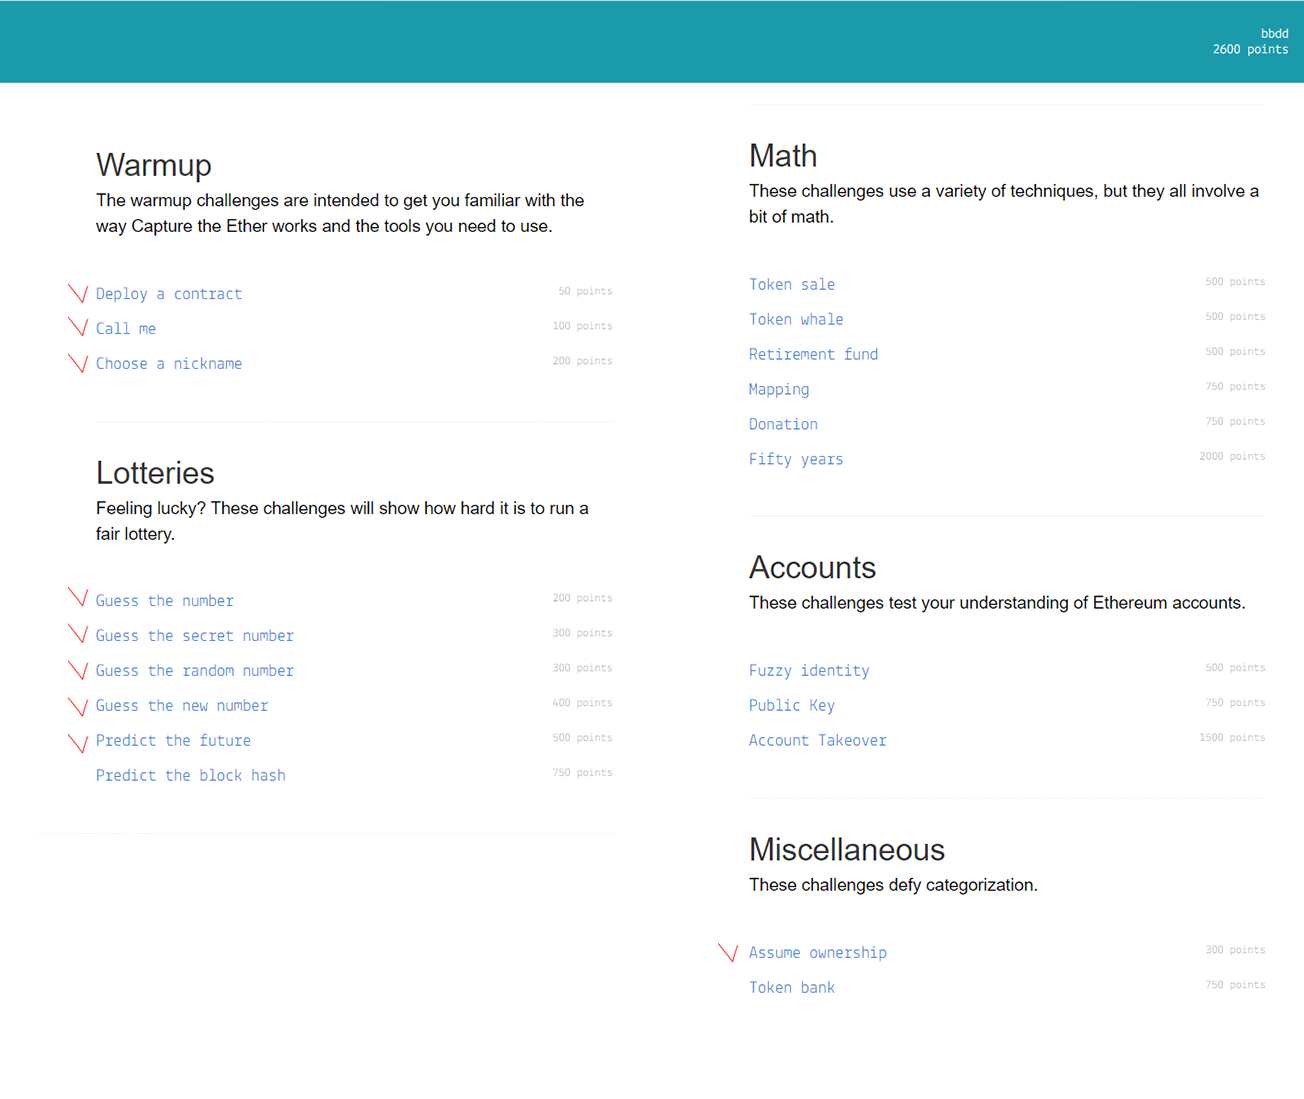 bbdd
2600 points
Warmup
The warmup challenges are intended to get you familiar with the
way Capture the Ether works and the tools you need to use.
Deploy a contract 50 points
Call me 100 points
Choose a nickname 200 points
Lotteries
Feeling lucky? These challenges will show how hard it is to run a
fair lottery.
Guess the number 200 points
Guess the secret number 300 points
Guess the random number 300 points
Guess the new number 400 points
Predict the future 500 points
Predict the block hash 750 points
Math
These challenges use a variety of techniques, but they all involve a
bit of math.
Token sale 500 points
Token whale 500 points
Retirement fund 500 points
Mapping 750 points
Donation 750 points
Fifty years 2000 points
Accounts
These challenges test your understanding of Ethereum accounts.
Fuzzy identity 500 points
Public Key 750 points
Account Takeover 1500 points
Miscellaneous
These challenges defy categorization.
Assume ownership 300 points
Token bank 750 points